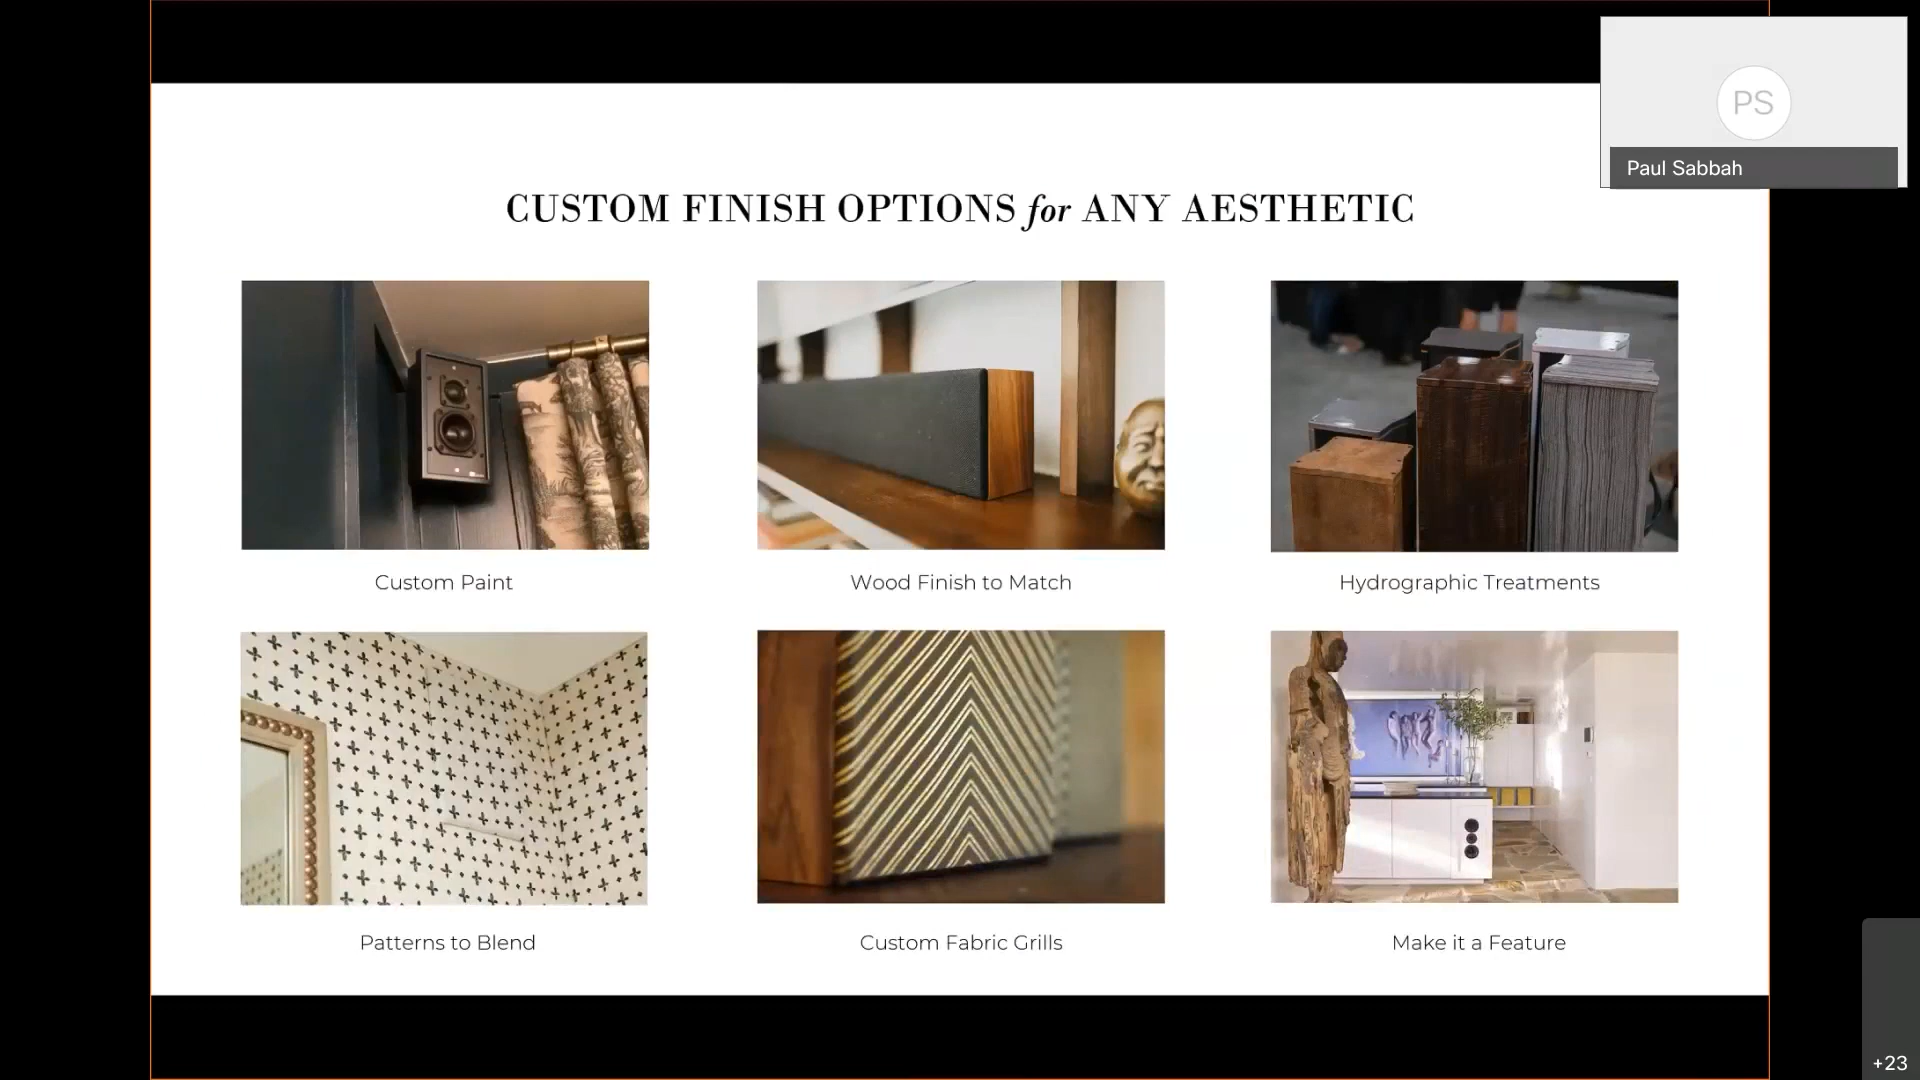 PS
Paul Sabbah
CUSTOM FINISH OPTIONS for ANY AESTHETIC
Custom Paint
Wood Finish to Match
Hydrographic Treatments
Patterns to Blend
Custom Fabric Grills
Make it a Feature
+23